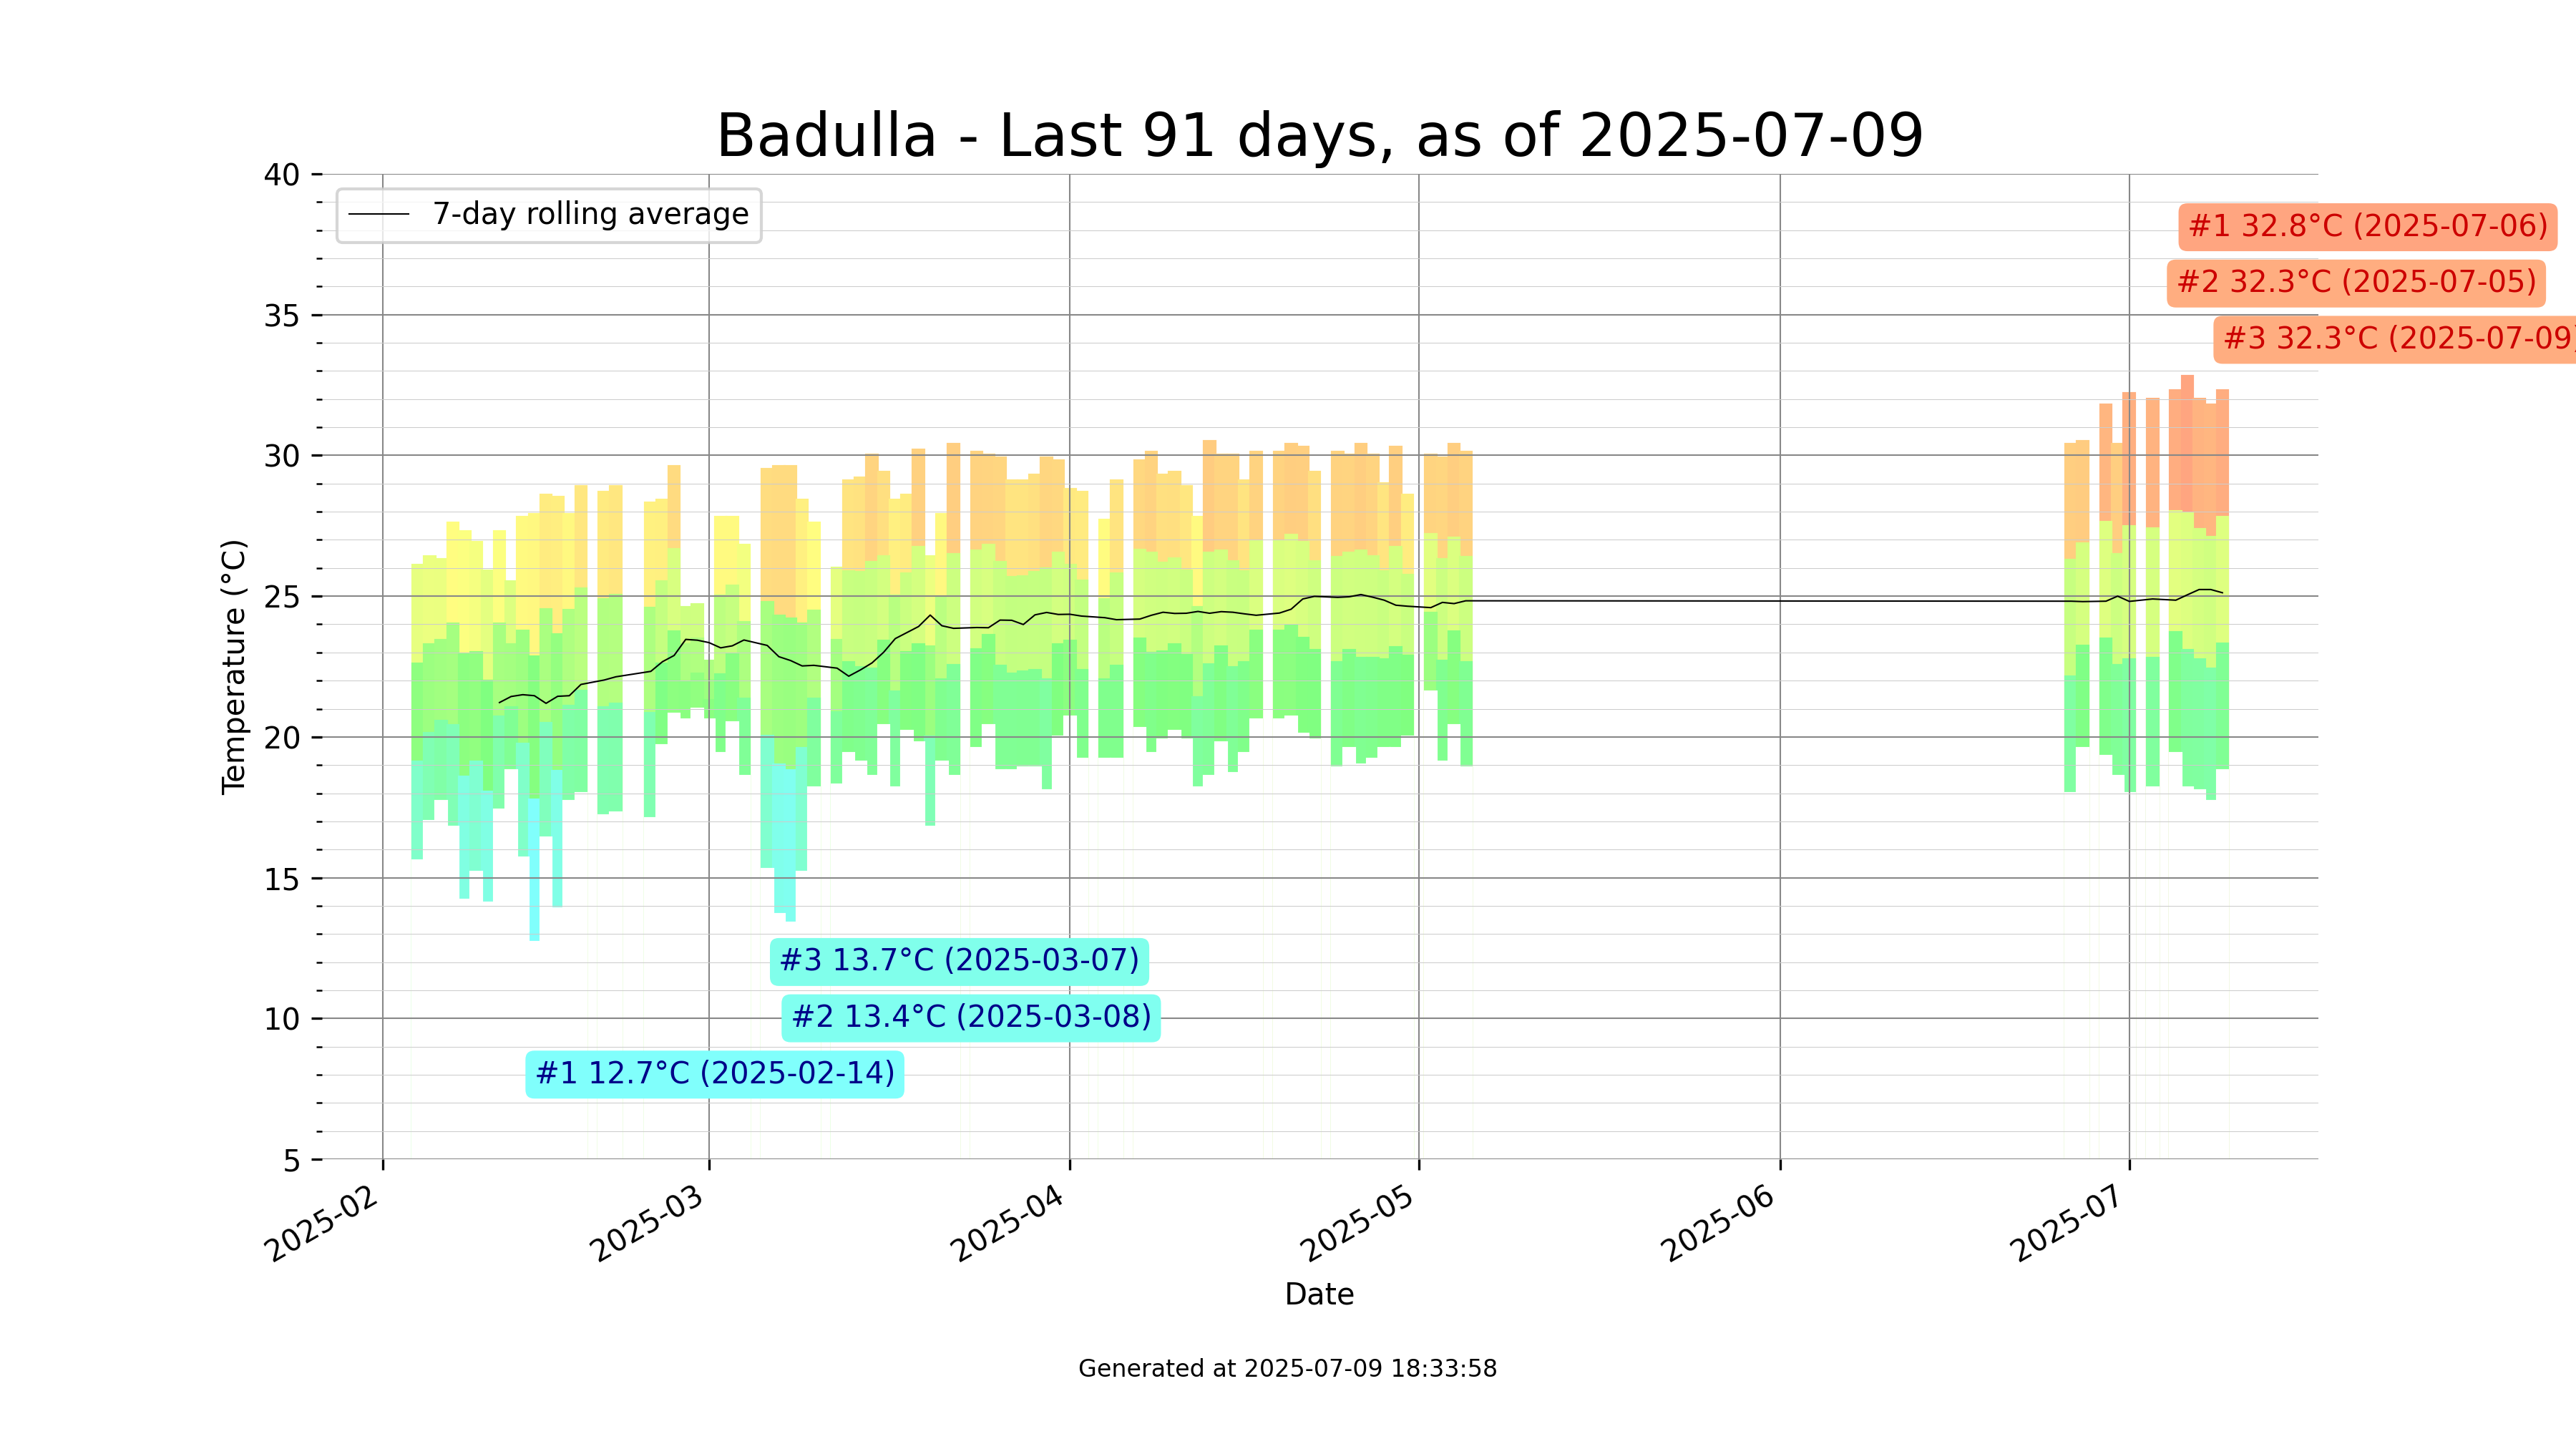 Badulla - Last 91 days, as of 2025-07-09
7-day rolling average
#1 32.8°C (2025-07-06)
#2 32.3°C (2025-07-05)
#3 32.3°C (2025-07-09)
Temperature (°C)
40
35
30
25
20
15
10
5
#3 13.7°C (2025-03-07)
#2 13.4°C (2025-03-08)
#1 12.7°C (2025-02-14)
2025-02
2025-03
2025-04
2025-05
2025-06
2025-07
Date
Generated at 2025-07-09 18:33:58